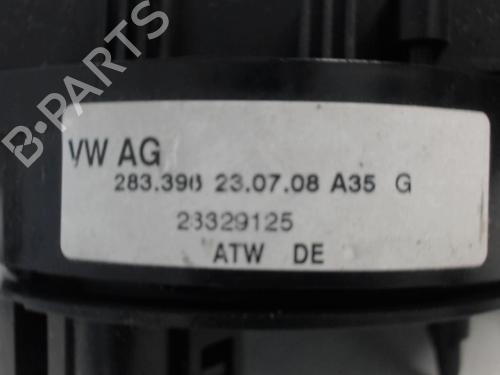 B-PARTS
VW AG
283.396 23.07.08 A35 G
23329125
ATW DE